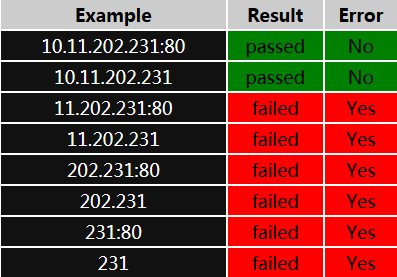 Example Result Error
10.11.202.231:80 passed No
10.11.202.231 passed No
11.202.231:80 failed Yes
11.202.231 failed Yes
202.231:80 failed Yes
202.231 failed Yes
231:80 failed Yes
231 failed Yes